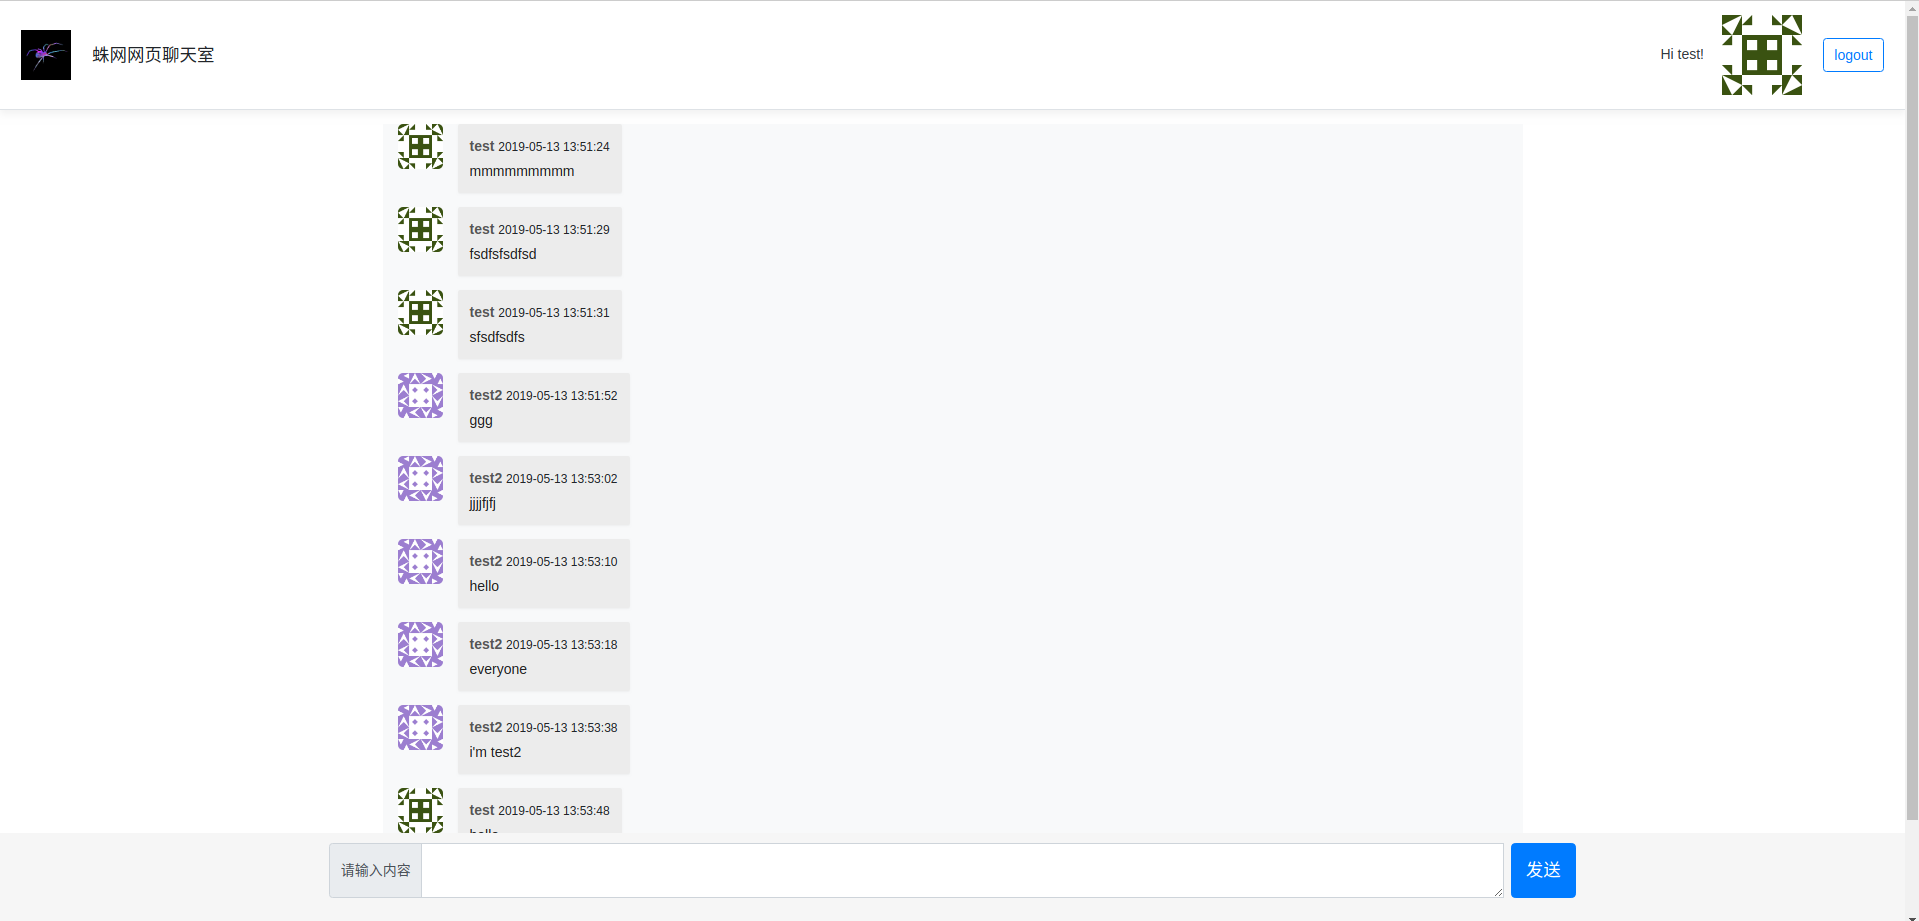 蛛网网页聊天室
Hi test!
logout
test 2019-05-13 13:51:24
mmmmmmmmm
test 2019-05-13 13:51:29
fsdfsfsdfsd
test 2019-05-13 13:51:31
sfsdfsdfs
test2 2019-05-13 13:51:52
ggg
test2 2019-05-13 13:53:02
jjjjfjfj
test2 2019-05-13 13:53:10
hello
test2 2019-05-13 13:53:18
everyone
test2 2019-05-13 13:53:38
i'm test2
test 2019-05-13 13:53:48
请输入内容
发送